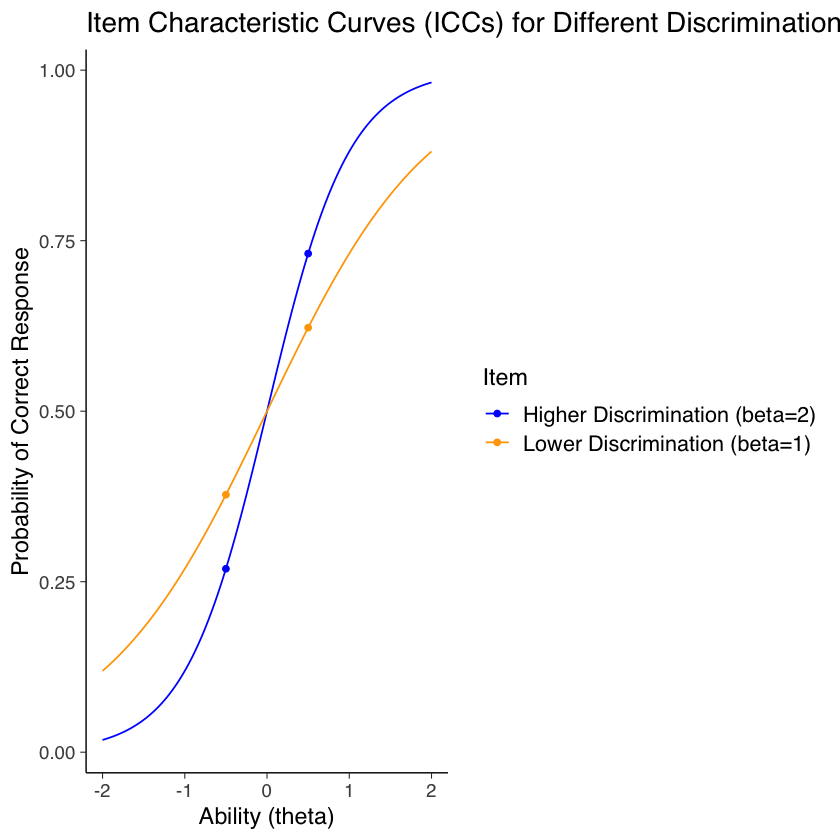 Item Characteristic Curves (ICCs) for Different Discrimination
Probability of Correct Response
1.00
0.75
0.50
0.25
0.00
-2 -1 0 1 2
Ability (theta)
Item
Higher Discrimination (beta=2)
Lower Discrimination (beta=1)